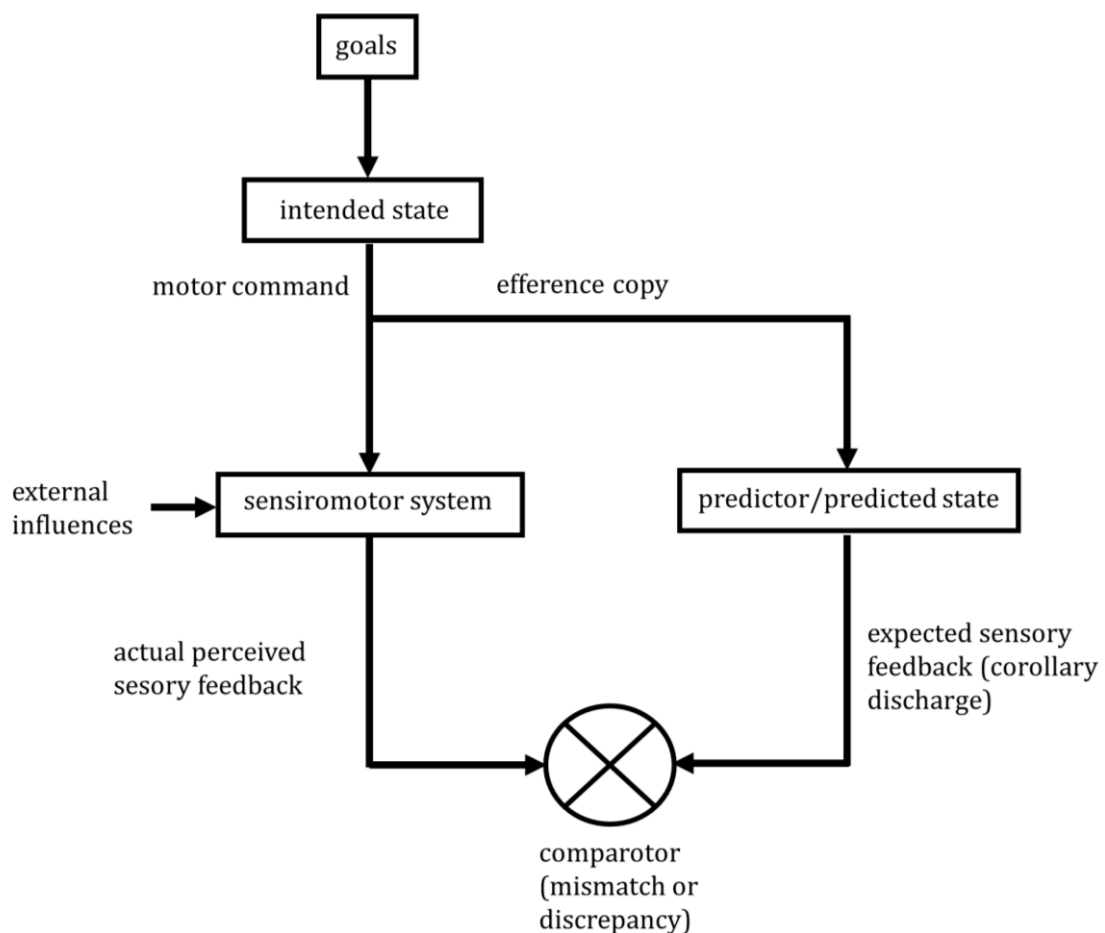 goals
intended state
motor command
efference copy
external
influences
sensiromotor system
predictor/predicted state
actual perceived
sesory feedback
expected sensory
feedback (corollary
discharge)
comparotor
(mismatch or
discrepancy)